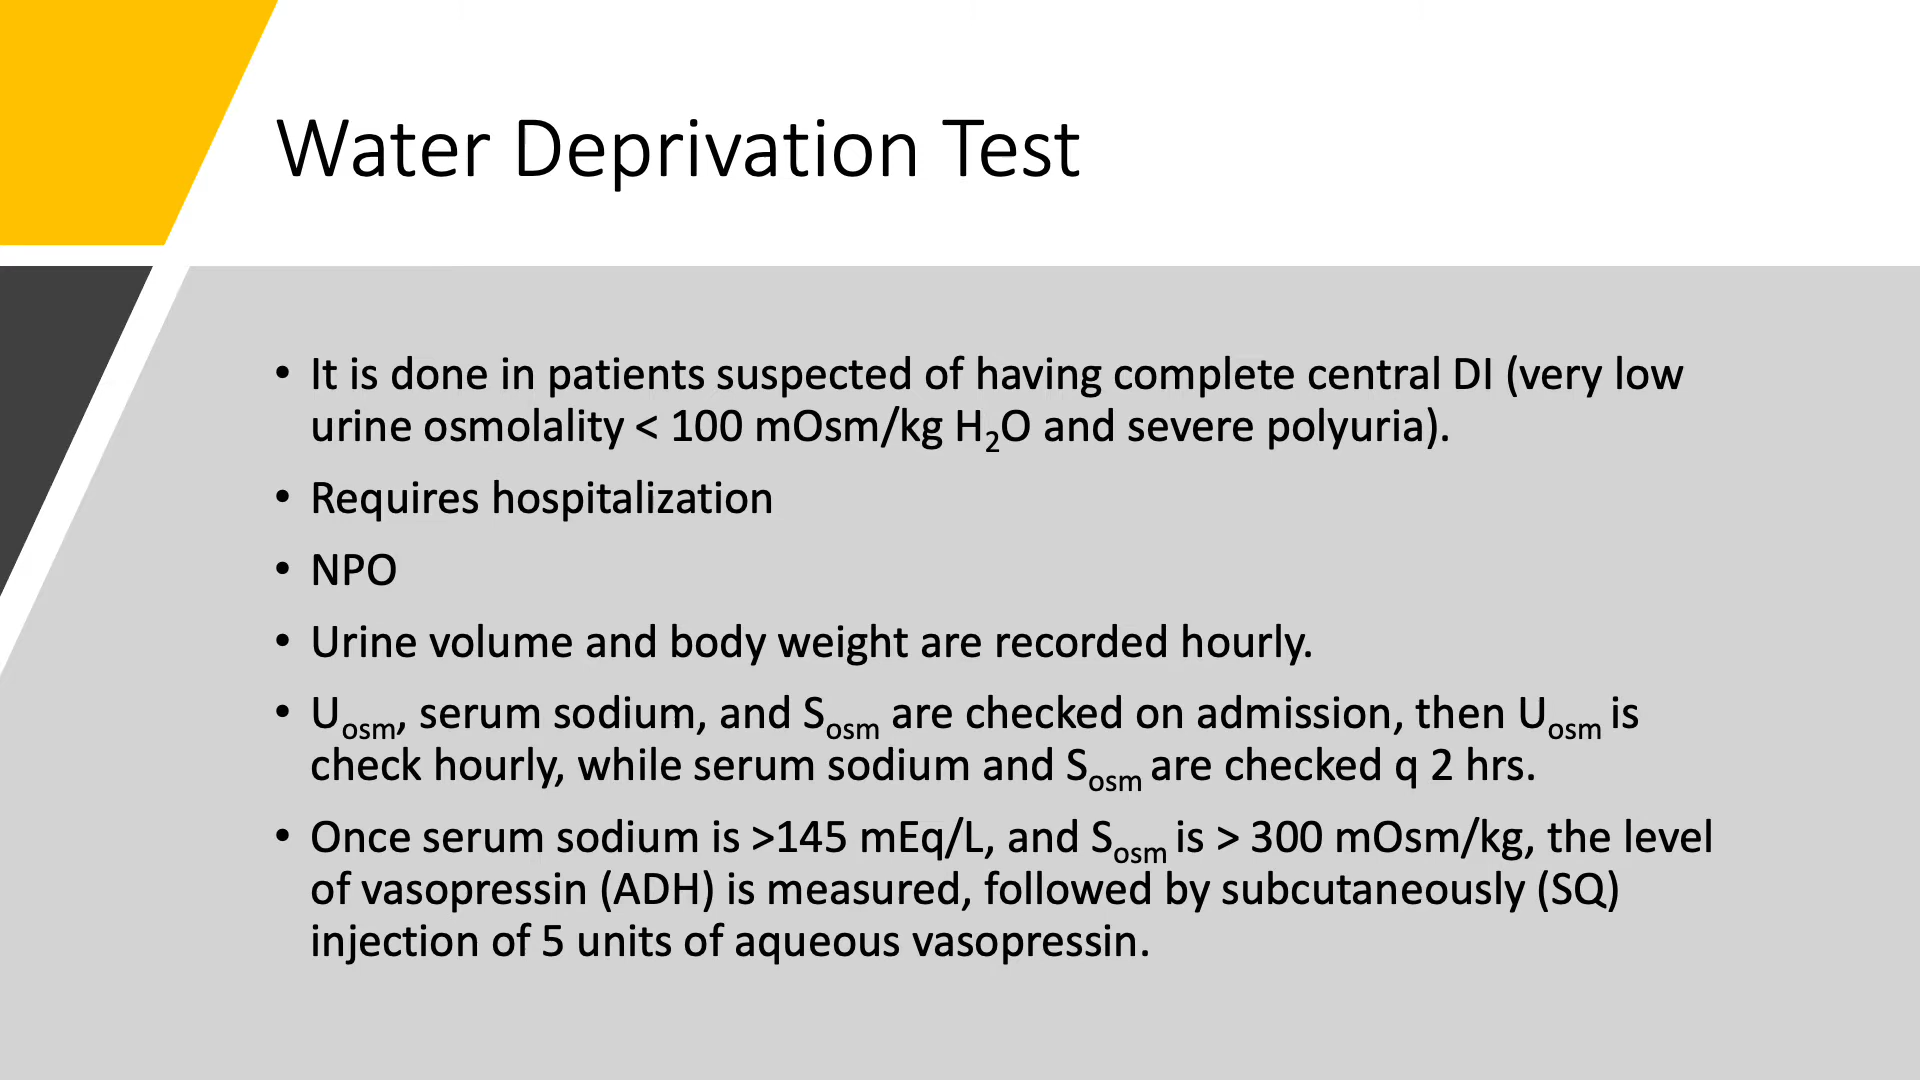 Water Deprivation Test
• It is done in patients suspected of having complete central DI (very low
urine osmolality < 100 mOsm/kg H₂O and severe polyuria).
• Requires hospitalization
• NPO
• Urine volume and body weight are recorded hourly.
• Uosm, serum sodium, and Sosm are checked on admission, then Uosm is
check hourly, while serum sodium and Sosm are checked q 2 hrs.
• Once serum sodium is >145 mEq/L, and Sosm is > 300 mOsm/kg, the level
of vasopressin (ADH) is measured, followed by subcutaneously (SQ)
injection of 5 units of aqueous vasopressin.